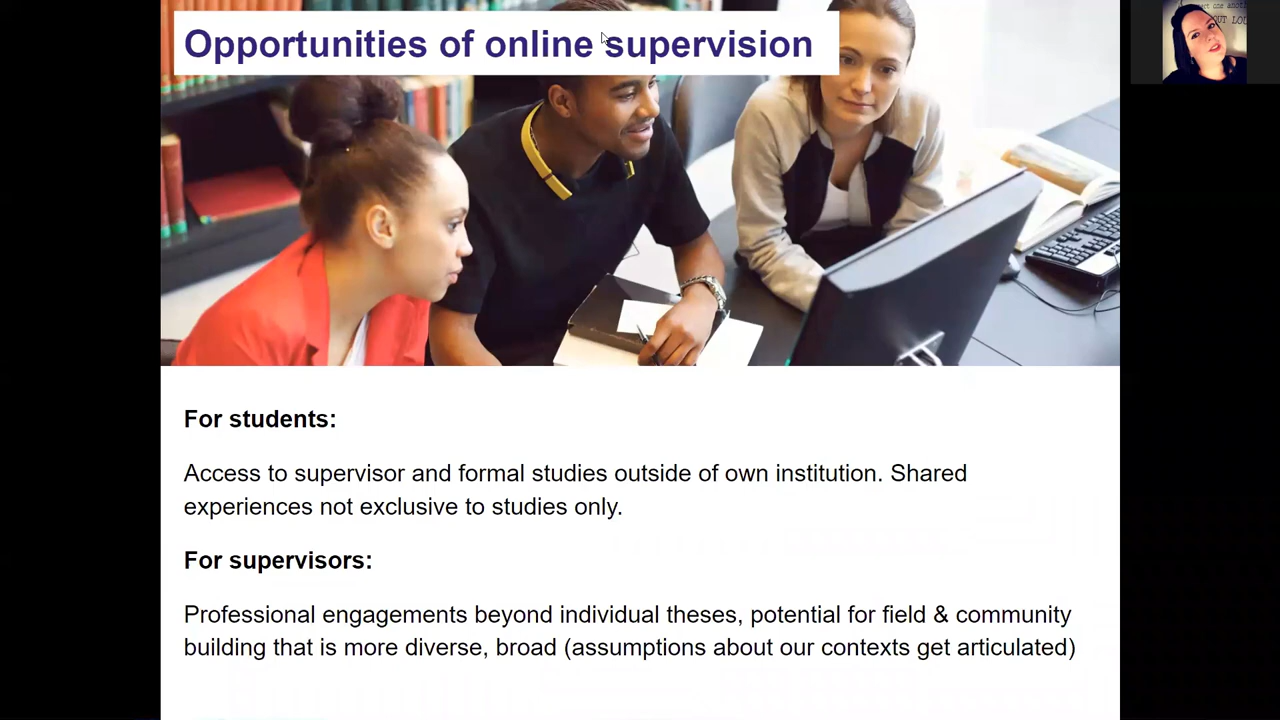 Opportunities of online supervision
For students:
Access to supervisor and formal studies outside of own institution. Shared
experiences not exclusive to studies only.
For supervisors:
Professional engagements beyond individual theses, potential for field & community
building that is more diverse, broad (assumptions about our contexts get articulated)